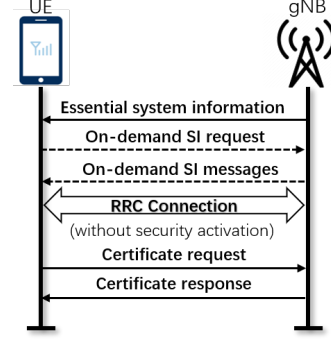 UE
gNB
Essential system information
On-demand SI request
On-demand SI messages
RRC Connection
(without security activation)
Certificate request
Certificate response